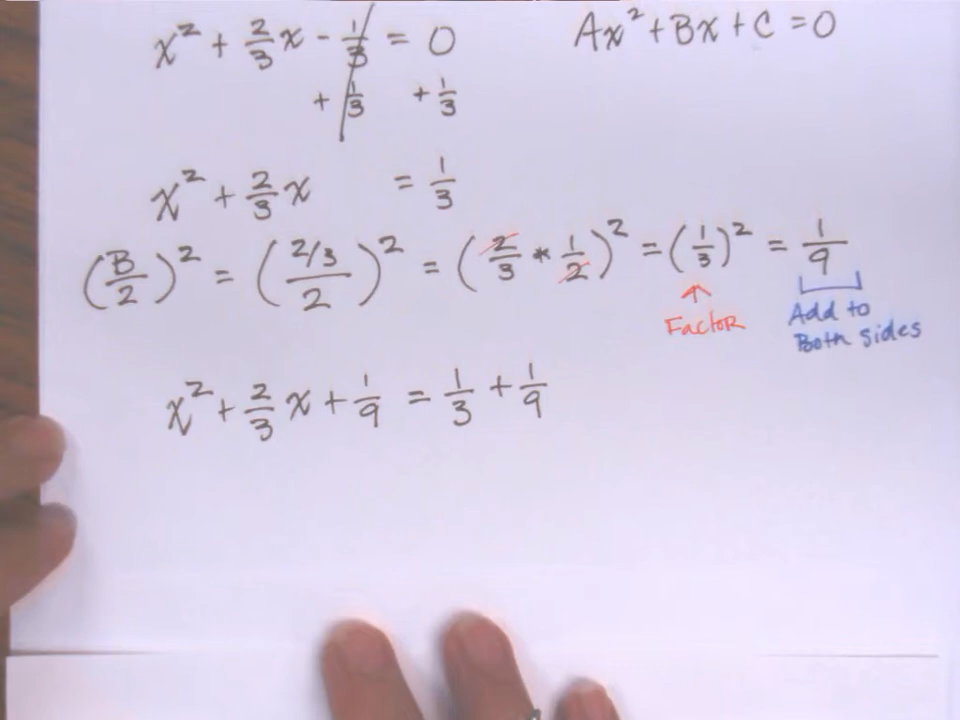 x² + 2/3 x - 1/3 = 0 Ax² + Bx + C = 0
+ 1/3 + 1/3
x² + 2/3 x = 1/3
(B/2)² = ((2/3)/2)² = (2/3 * 1/2)² = (1/3)² = 1/9
↑
Factor
Add to
Both sides
x² + 2/3 x + 1/9 = 1/3 + 1/9